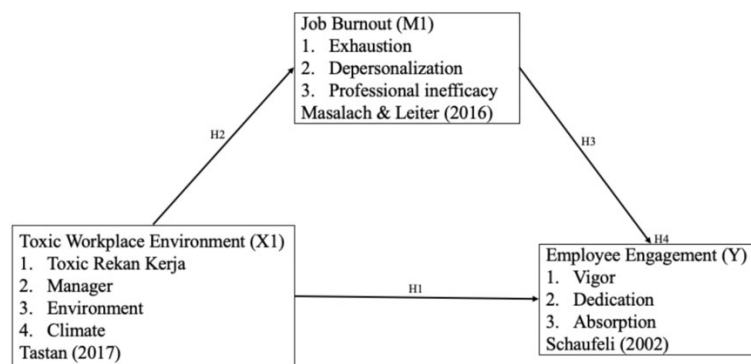 Job Burnout (M1)
1. Exhaustion
2. Depersonalization
3. Professional inefficacy
Masalach & Leiter (2016)
H2
H3
H4
Toxic Workplace Environment (X1)
1. Toxic Rekan Kerja
2. Manager
3. Environment
4. Climate
Tastan (2017)
H1
Employee Engagement (Y)
1. Vigor
2. Dedication
3. Absorption
Schaufeli (2002)